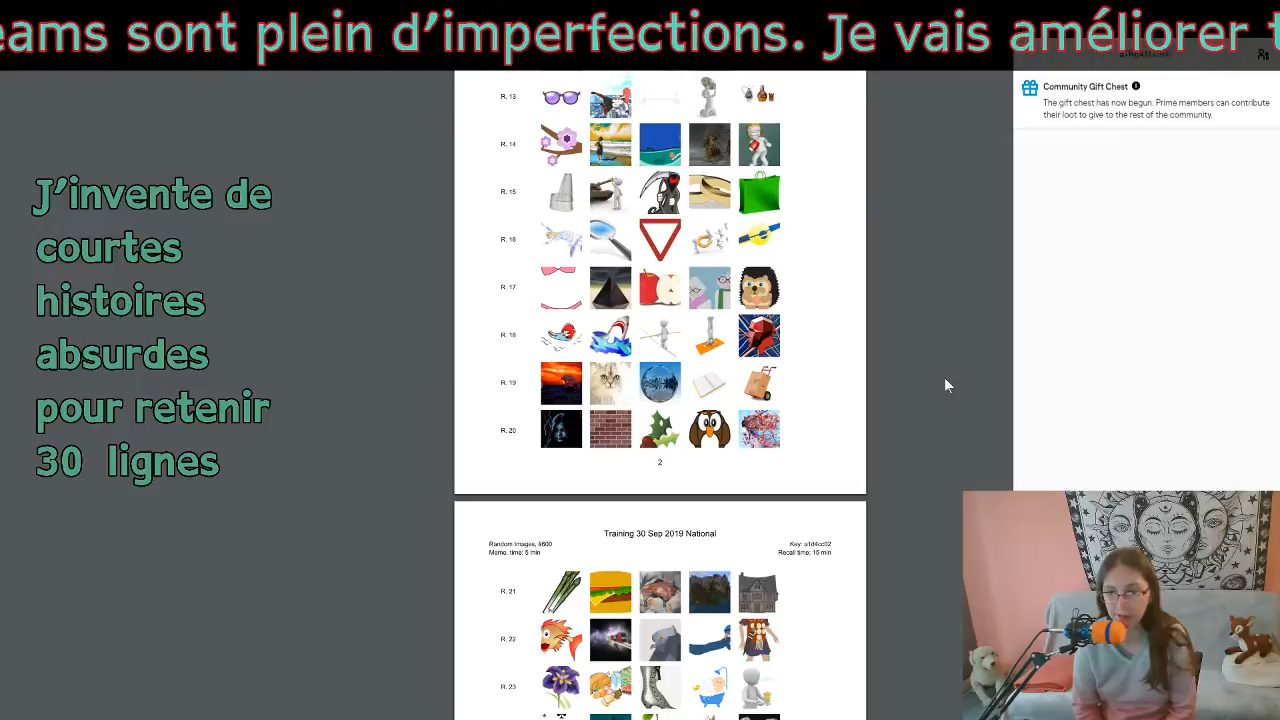 eams sont plein d’imperfections. Je vais améliorer t
Community Gift Chest
The gift chest has now begun. Prime members can contribute
their loot to give to the rest of the community.
J’invente de
courtes
histoires
absurdes
pour retenir
30 lignes
R. 13
R. 14
R. 15
R. 16
R. 17
R. 18
R. 19
R. 20
2
Training 30 Sep 2019 National
Random Images, #600
Key: a1d4cc02
Memo. time: 5 min
Recall time: 15 min
R. 21
R. 22
R. 23